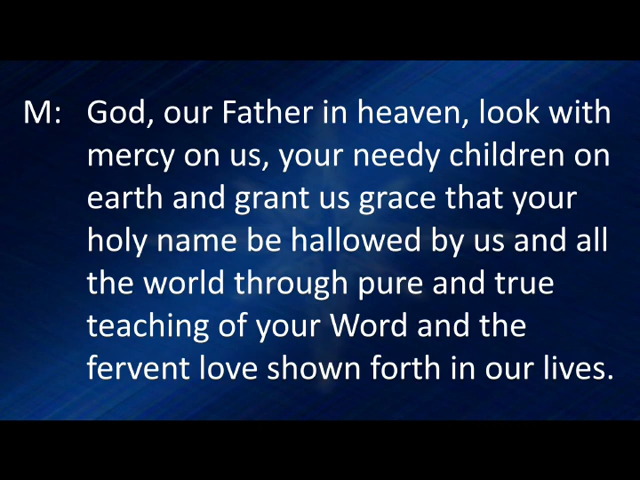 M: God, our Father in heaven, look with
mercy on us, your needy children on
earth and grant us grace that your
holy name be hallowed by us and all
the world through pure and true
teaching of your Word and the
fervent love shown forth in our lives.